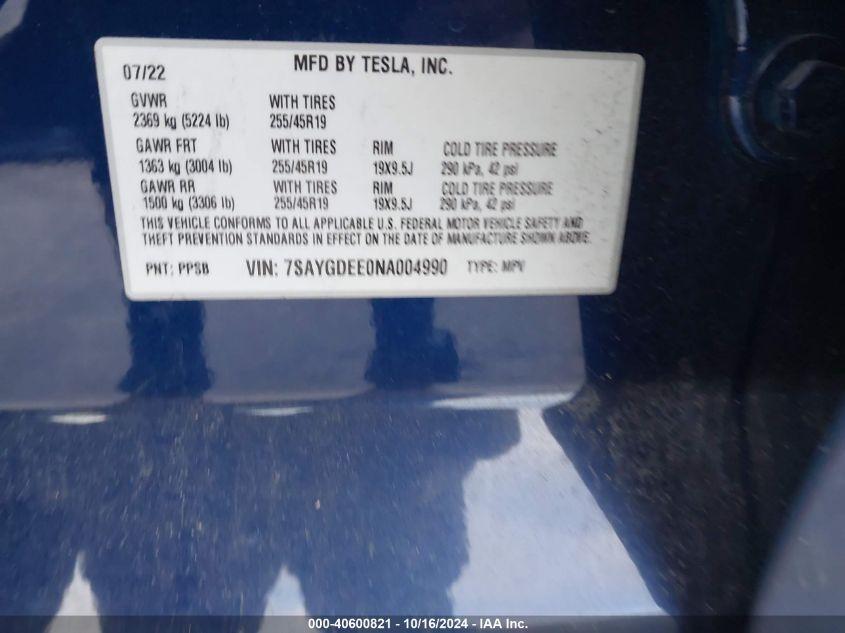 07/22 MFD BY TESLA, INC.
GVWR WITH TIRES
2369 kg (5224 lb) 255/45R19
GAWR FRT WITH TIRES RIM COLD TIRE PRESSURE
1363 kg (3004 lb) 255/45R19 19X9.5J 290 kPa, 42 psi
GAWR RR WITH TIRES RIM COLD TIRE PRESSURE
1500 kg (3306 lb) 255/45R19 19X9.5J 290 kPa, 42 psi
THIS VEHICLE CONFORMS TO ALL APPLICABLE U.S. FEDERAL MOTOR VEHICLE SAFETY AND
THEFT PREVENTION STANDARDS IN EFFECT ON THE DATE OF MANUFACTURE SHOWN ABOVE.
PNT: PPSB VIN: 7SAYGDEE0NA004990 TYPE: MPV
000-40600821 - 10/16/2024 - IAA Inc.